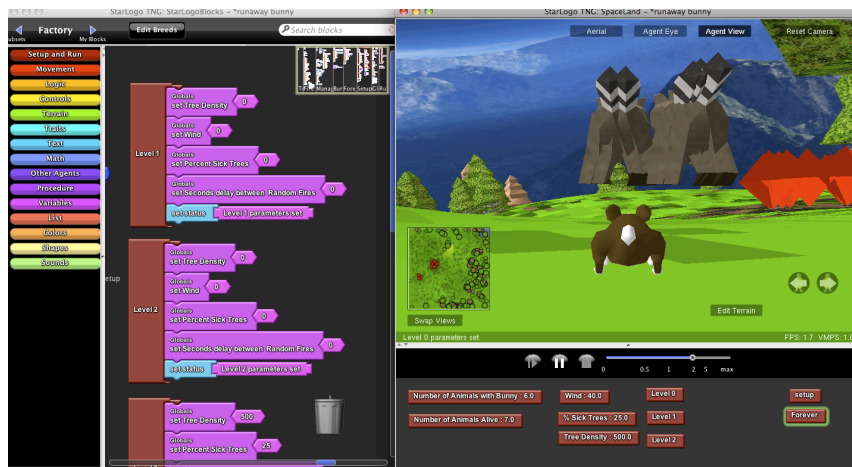 StarLogo TNG: StarLogoBlocks – *runaway bunny
Factory
My Blocks
Edit Breeds
Search blocks
Setup and Run
Movement
Logic
Controls
Terrain
Traits
Text
Math
Other Agents
Procedure
Variables
List
Colors
Shapes
Sounds
Level 1
Globals
set Tree Density 0
Globals
set Wind 0
Globals
set Percent Sick Trees 0
Globals
set Seconds delay between Random Fires 0
set status Level 1 parameters set
etup
Level 2
Globals
set Tree Density 0
Globals
set Wind 0
Globals
set Percent Sick Trees 0
Globals
set Seconds delay between Random Fires 0
set status Level 2 parameters set
Globals
set Tree Density 500
Globals
set Percent Sick Trees 25
StarLogo TNG: SpaceLand – *runaway bunny
Aerial
Agent Eye
Agent View
Reset Camera
Swap Views
Edit Terrain
Level 0 parameters set
FPS: 1.7 VMPS: 1.6
0 0.5 1 2 5 max
Number of Animals with Bunny : 6.0
Number of Animals Alive : 7.0
Wind : 40.0
% Sick Trees : 25.0
Tree Density : 500.0
Level 0
Level 1
Level 2
setup
Forever